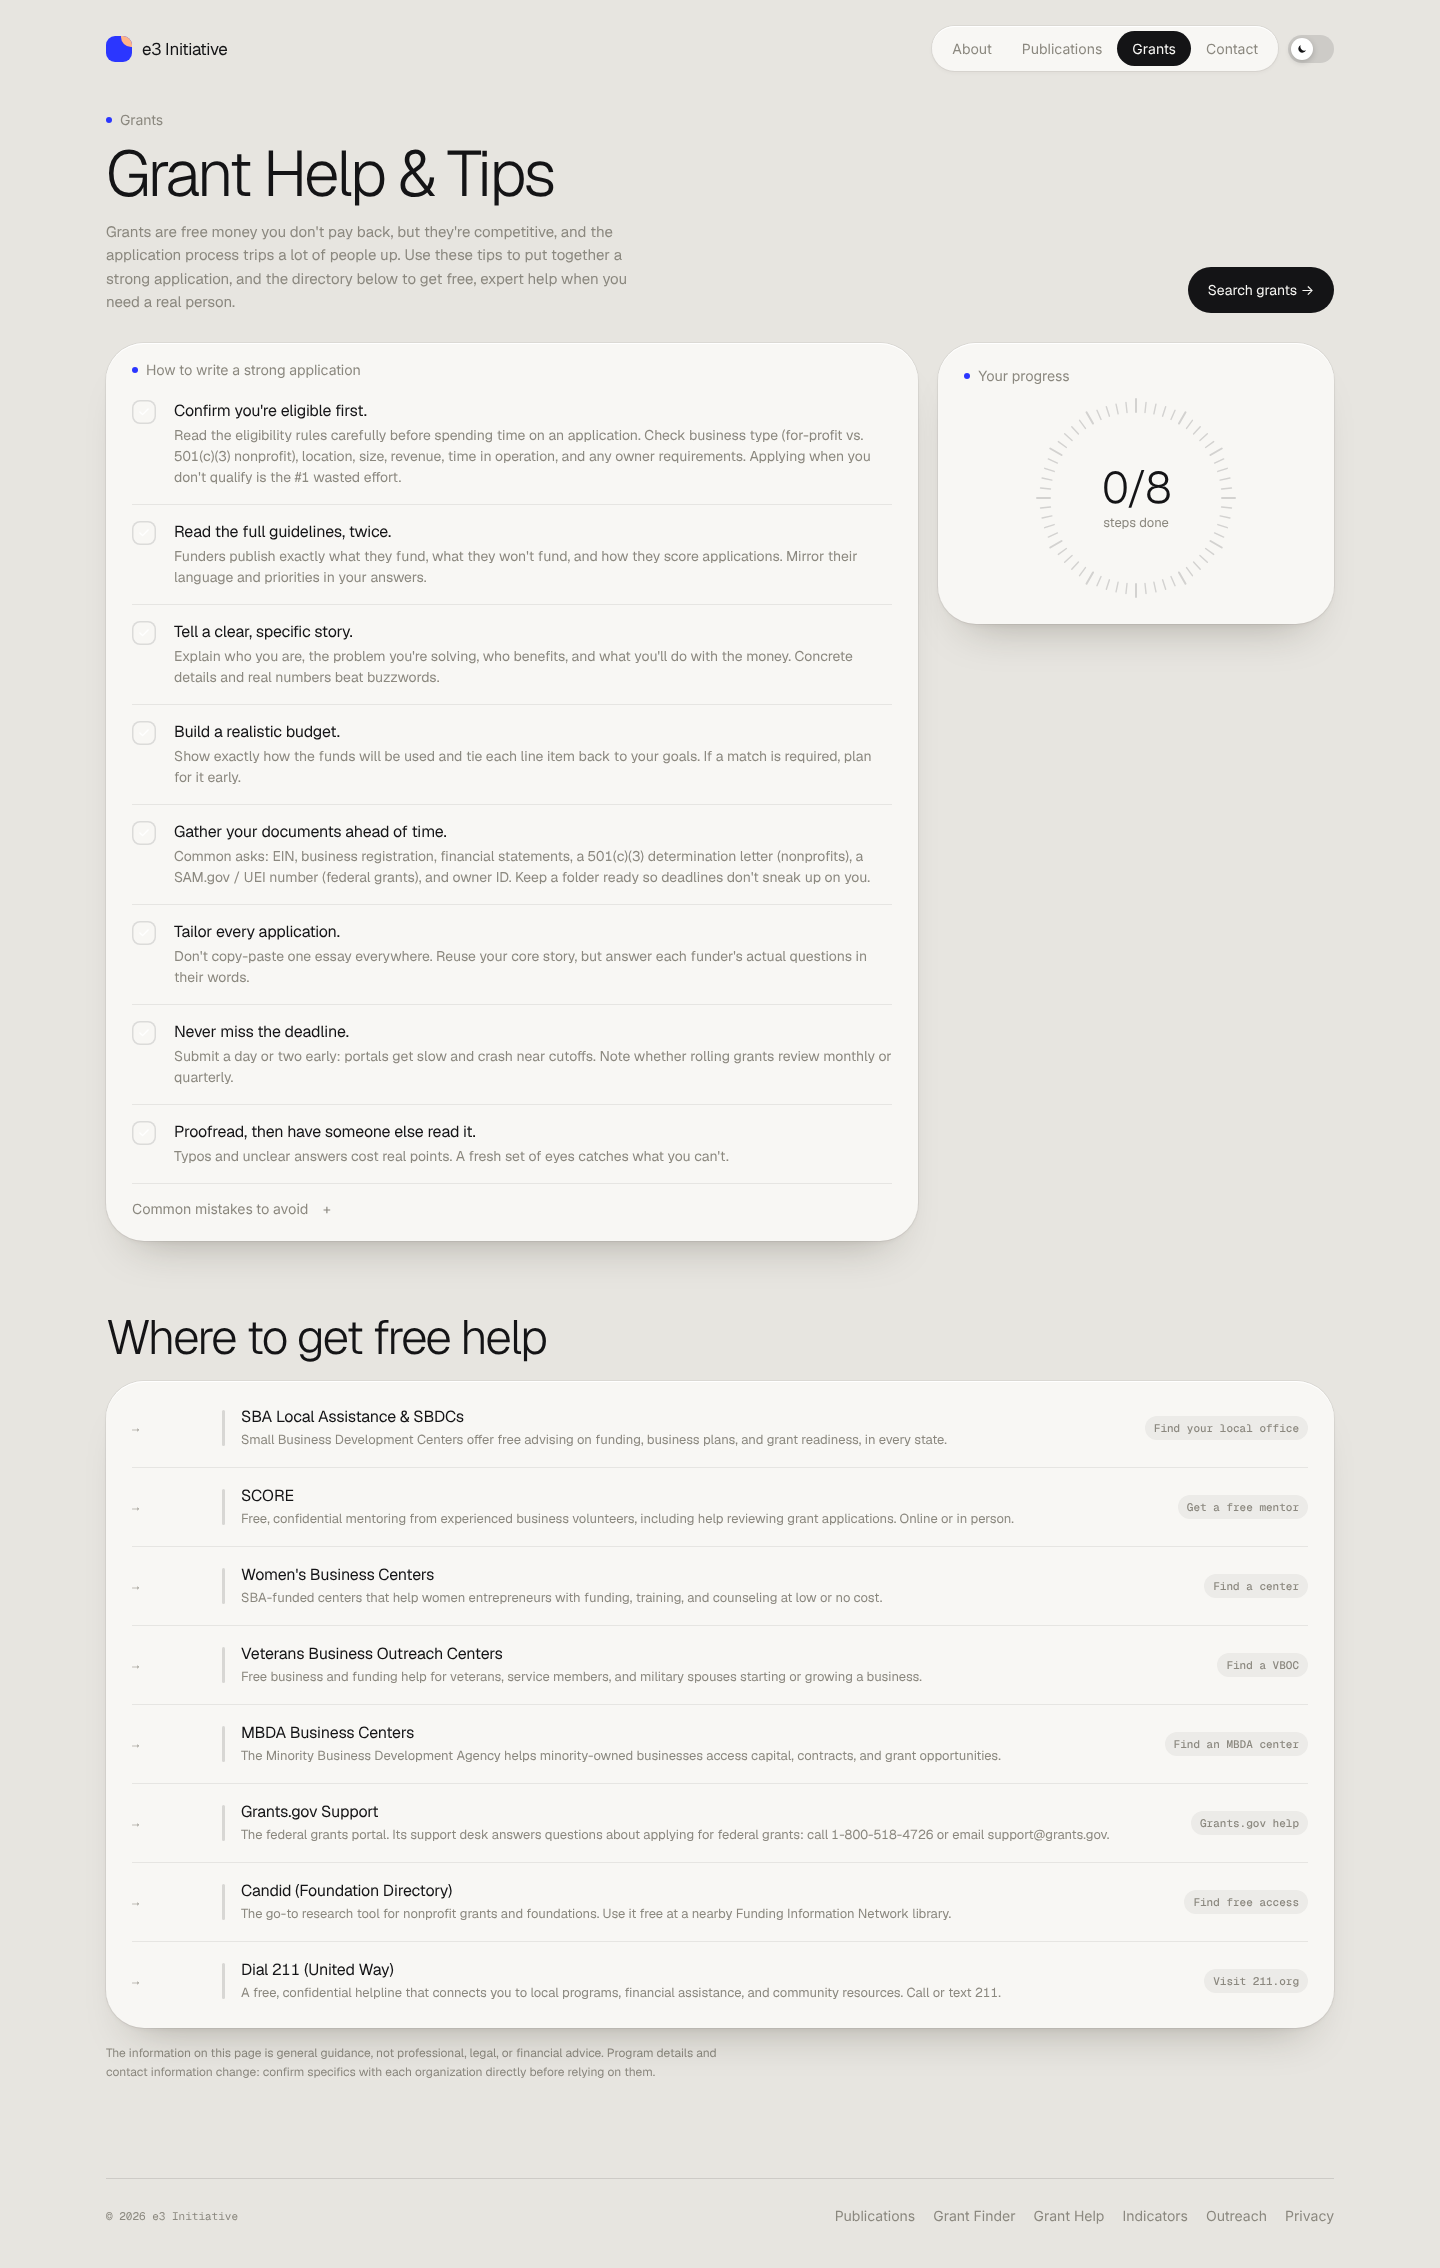 e3 Initiative
About
Publications
Grants
Contact
Grants
Grant Help & Tips
Grants are free money you don't pay back, but they're competitive, and the
application process trips a lot of people up. Use these tips to put together a
strong application, and the directory below to get free, expert help when you
need a real person.
Search grants →
How to write a strong application
Confirm you're eligible first.
Read the eligibility rules carefully before spending time on an application. Check business type (for-profit vs.
501(c)(3) nonprofit), location, size, revenue, time in operation, and any owner requirements. Applying when you
don't qualify is the #1 wasted effort.
Read the full guidelines, twice.
Funders publish exactly what they fund, what they won't fund, and how they score applications. Mirror their
language and priorities in your answers.
Tell a clear, specific story.
Explain who you are, the problem you're solving, who benefits, and what you'll do with the money. Concrete
details and real numbers beat buzzwords.
Build a realistic budget.
Show exactly how the funds will be used and tie each line item back to your goals. If a match is required, plan
for it early.
Gather your documents ahead of time.
Common asks: EIN, business registration, financial statements, a 501(c)(3) determination letter (nonprofits), a
SAM.gov / UEI number (federal grants), and owner ID. Keep a folder ready so deadlines don't sneak up on you.
Tailor every application.
Don't copy-paste one essay everywhere. Reuse your core story, but answer each funder's actual questions in
their words.
Never miss the deadline.
Submit a day or two early: portals get slow and crash near cutoffs. Note whether rolling grants review monthly or
quarterly.
Proofread, then have someone else read it.
Typos and unclear answers cost real points. A fresh set of eyes catches what you can't.
Common mistakes to avoid +
Your progress
0/8
steps done
Where to get free help
→
SBA Local Assistance & SBDCs
Small Business Development Centers offer free advising on funding, business plans, and grant readiness, in every state.
Find your local office
→
SCORE
Free, confidential mentoring from experienced business volunteers, including help reviewing grant applications. Online or in person.
Get a free mentor
→
Women's Business Centers
SBA-funded centers that help women entrepreneurs with funding, training, and counseling at low or no cost.
Find a center
→
Veterans Business Outreach Centers
Free business and funding help for veterans, service members, and military spouses starting or growing a business.
Find a VBOC
→
MBDA Business Centers
The Minority Business Development Agency helps minority-owned businesses access capital, contracts, and grant opportunities.
Find an MBDA center
→
Grants.gov Support
The federal grants portal. Its support desk answers questions about applying for federal grants: call 1-800-518-4726 or email support@grants.gov.
Grants.gov help
→
Candid (Foundation Directory)
The go-to research tool for nonprofit grants and foundations. Use it free at a nearby Funding Information Network library.
Find free access
→
Dial 211 (United Way)
A free, confidential helpline that connects you to local programs, financial assistance, and community resources. Call or text 211.
Visit 211.org
The information on this page is general guidance, not professional, legal, or financial advice. Program details and
contact information change: confirm specifics with each organization directly before relying on them.
© 2026 e3 Initiative
Publications
Grant Finder
Grant Help
Indicators
Outreach
Privacy